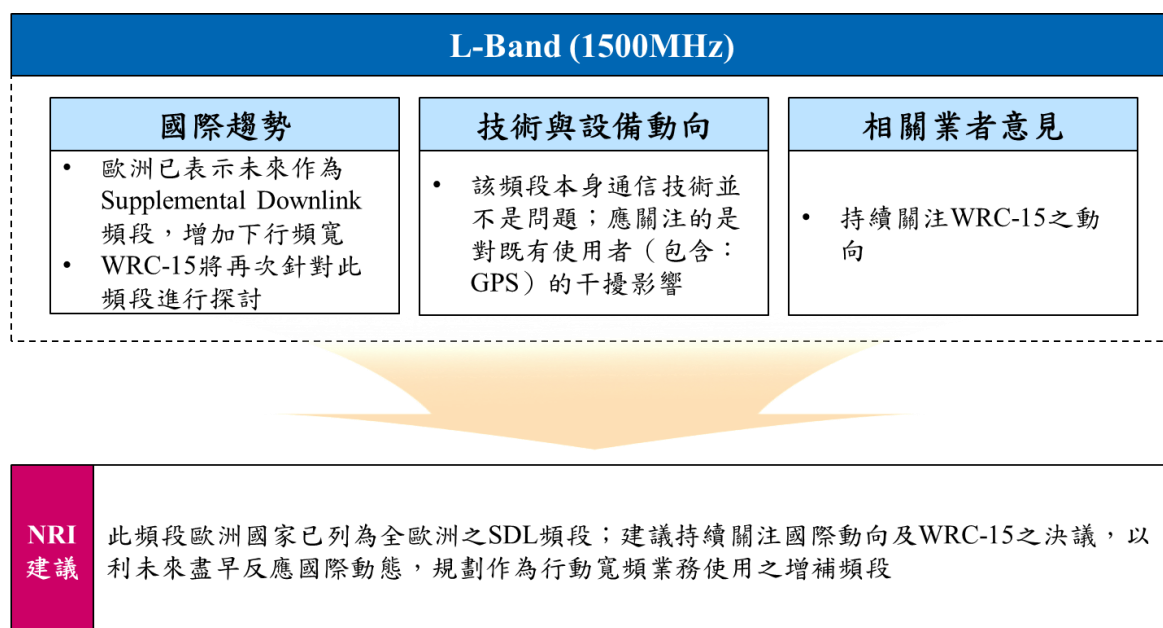 L-Band (1500MHz)
國際趨勢
• 歐洲已表示未來作為
Supplemental Downlink
頻段，增加下行頻寬
• WRC-15將再次針對此
頻段進行探討
技術與設備動向
• 該頻段本身通信技術並
不是問題；應關注的是
對既有使用者（包含：
GPS）的干擾影響
相關業者意見
• 持續關注WRC-15之動
向
NRI
建議
此頻段歐洲國家已列為全歐洲之SDL頻段；建議持續關注國際動向及WRC-15之決議，以
利未來盡早反應國際動態，規劃作為行動寬頻業務使用之增補頻段